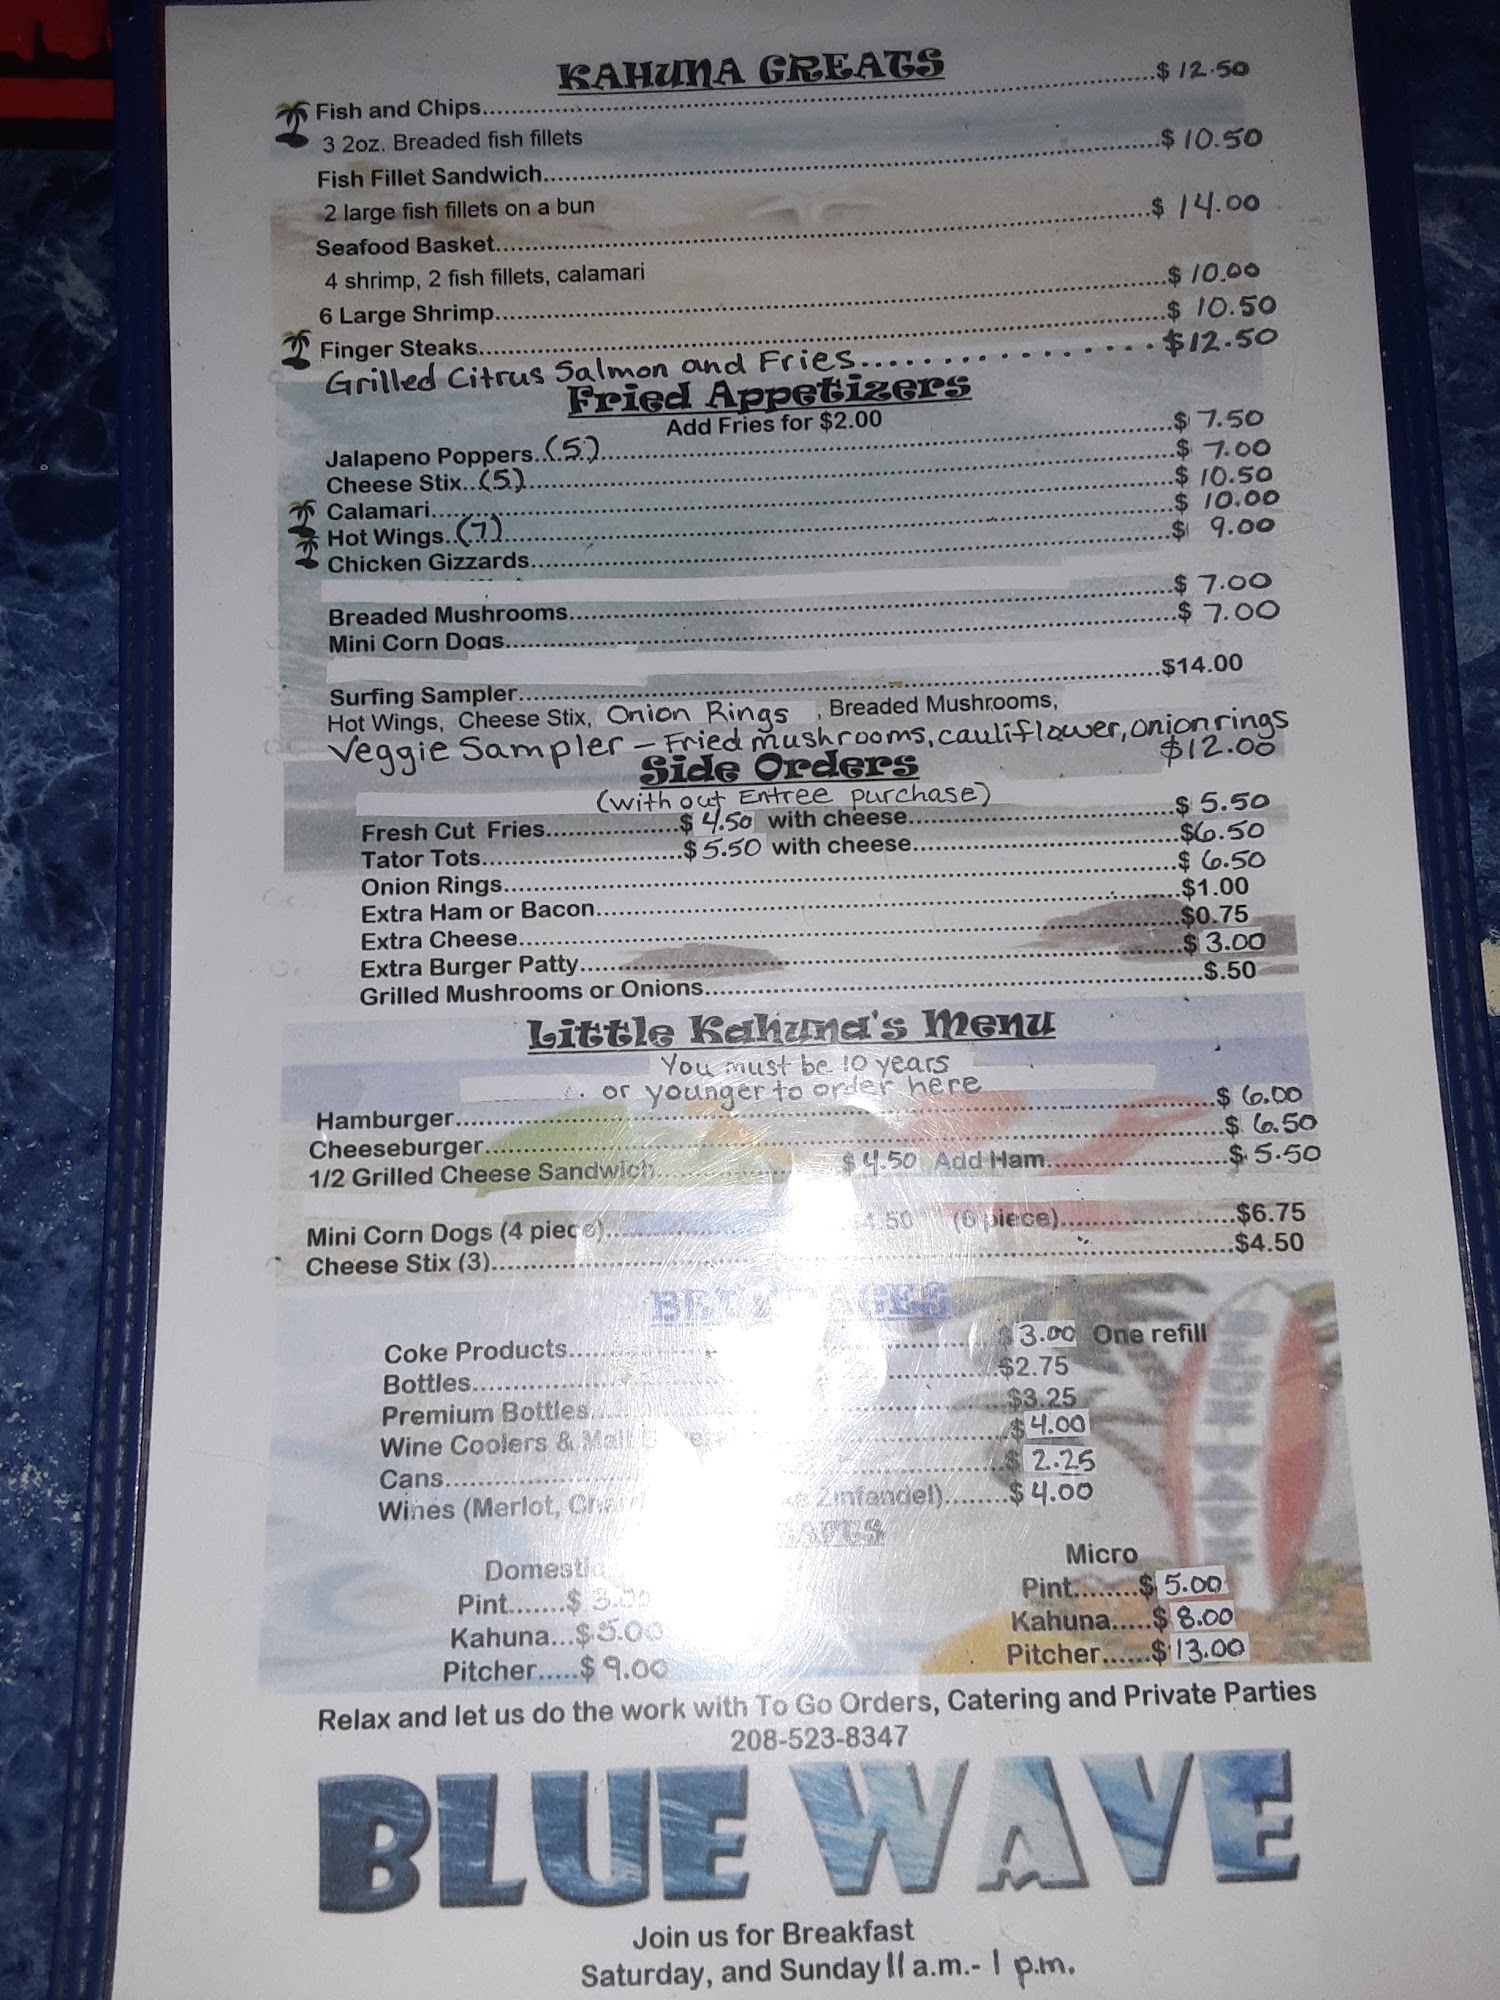 KAHUNA GREATS
Fish and Chips..........$ 12.50
3 2oz. Breaded fish fillets
Fish Fillet Sandwich..........$ 10.50
2 large fish fillets on a bun
Seafood Basket..........$ 14.00
4 shrimp, 2 fish fillets, calamari
6 Large Shrimp..........$ 10.00
Finger Steaks..........$ 10.50
Grilled Citrus Salmon and Fries..........$12.50
Fried Appetizers
Add Fries for $2.00
Jalapeno Poppers..(5)..........$ 7.50
Cheese Stix..(5)..........$ 7.00
Calamari..........$ 10.50
Hot Wings..(7)..........$ 10.00
Chicken Gizzards..........$ 9.00
Breaded Mushrooms..........$ 7.00
Mini Corn Dogs..........$ 7.00
Surfing Sampler..........$14.00
Hot Wings, Cheese Stix, Onion Rings , Breaded Mushrooms,
Veggie Sampler - Fried mushrooms, cauliflower, onion rings
$12.00
Side Orders
(without Entree purchase)
Fresh Cut Fries..........$ 4.50 with cheese..........$ 5.50
Tator Tots..........$ 5.50 with cheese..........$6.50
Onion Rings..........$ 6.50
Extra Ham or Bacon..........$1.00
Extra Cheese..........$0.75
Extra Burger Patty..........$ 3.00
Grilled Mushrooms or Onions..........$.50
Little Kahuna's Menu
You must be 10 years
or younger to order here
Hamburger..........$ 6.00
Cheeseburger..........$ 6.50
1/2 Grilled Cheese Sandwich..........$ 4.50 Add Ham..........$ 5.50
Mini Corn Dogs (4 piece)..........4.50 (6 piece)..........$6.75
Cheese Stix (3)..........$4.50
BEVERAGES
Coke Products..........$ 3.00 One refill
Bottles..........$2.75
Premium Bottles..........$3.25
Wine Coolers & Malt..........$ 4.00
Cans..........$ 2.25
Wines (Merlot, Zinfandel)........$ 4.00
Domestic
Pint.......$ 3.
Kahuna...$5.00
Pitcher.....$ 9.00
Micro
Pint........$ 5.00
Kahuna.....$ 8.00
Pitcher......$ 13.00
Relax and let us do the work with To Go Orders, Catering and Private Parties
208-523-8347
BLUE WAVE
Join us for Breakfast
Saturday, and Sunday 11 a.m.- 1 p.m.